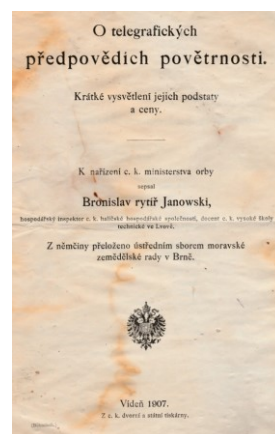 O telegrafických
předpovědích povětrnosti.
Krátké vysvětlení jejich podstaty
a ceny.
K nařízení c. k. ministerstva orby
sepsal
Bronislav rytíř Janowski,
hospodářský inspektor c. k. haličské hospodářské společnosti, docent c. k. vysoké školy
technické ve Lvově.
Z němčiny přeloženo ústředním sborem moravské
zemědělské rady v Brně.
Vídeň 1907.
Z c. k. dvorní a státní tiskárny.